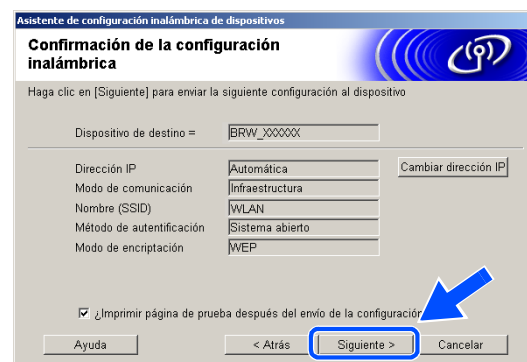 Asistente de configuración inalámbrica de dispositivos
Confirmación de la configuración
inalámbrica
Haga clic en [Siguiente] para enviar la siguiente configuración al dispositivo
Dispositivo de destino = BRW_XXXXXX
Dirección IP Automática Cambiar dirección IP
Modo de comunicación Infraestructura
Nombre (SSID) WLAN
Método de autentificación Sistema abierto
Modo de encriptación WEP
¿Imprimir página de prueba después del envío de la configuración
Ayuda < Atrás Siguiente > Cancelar